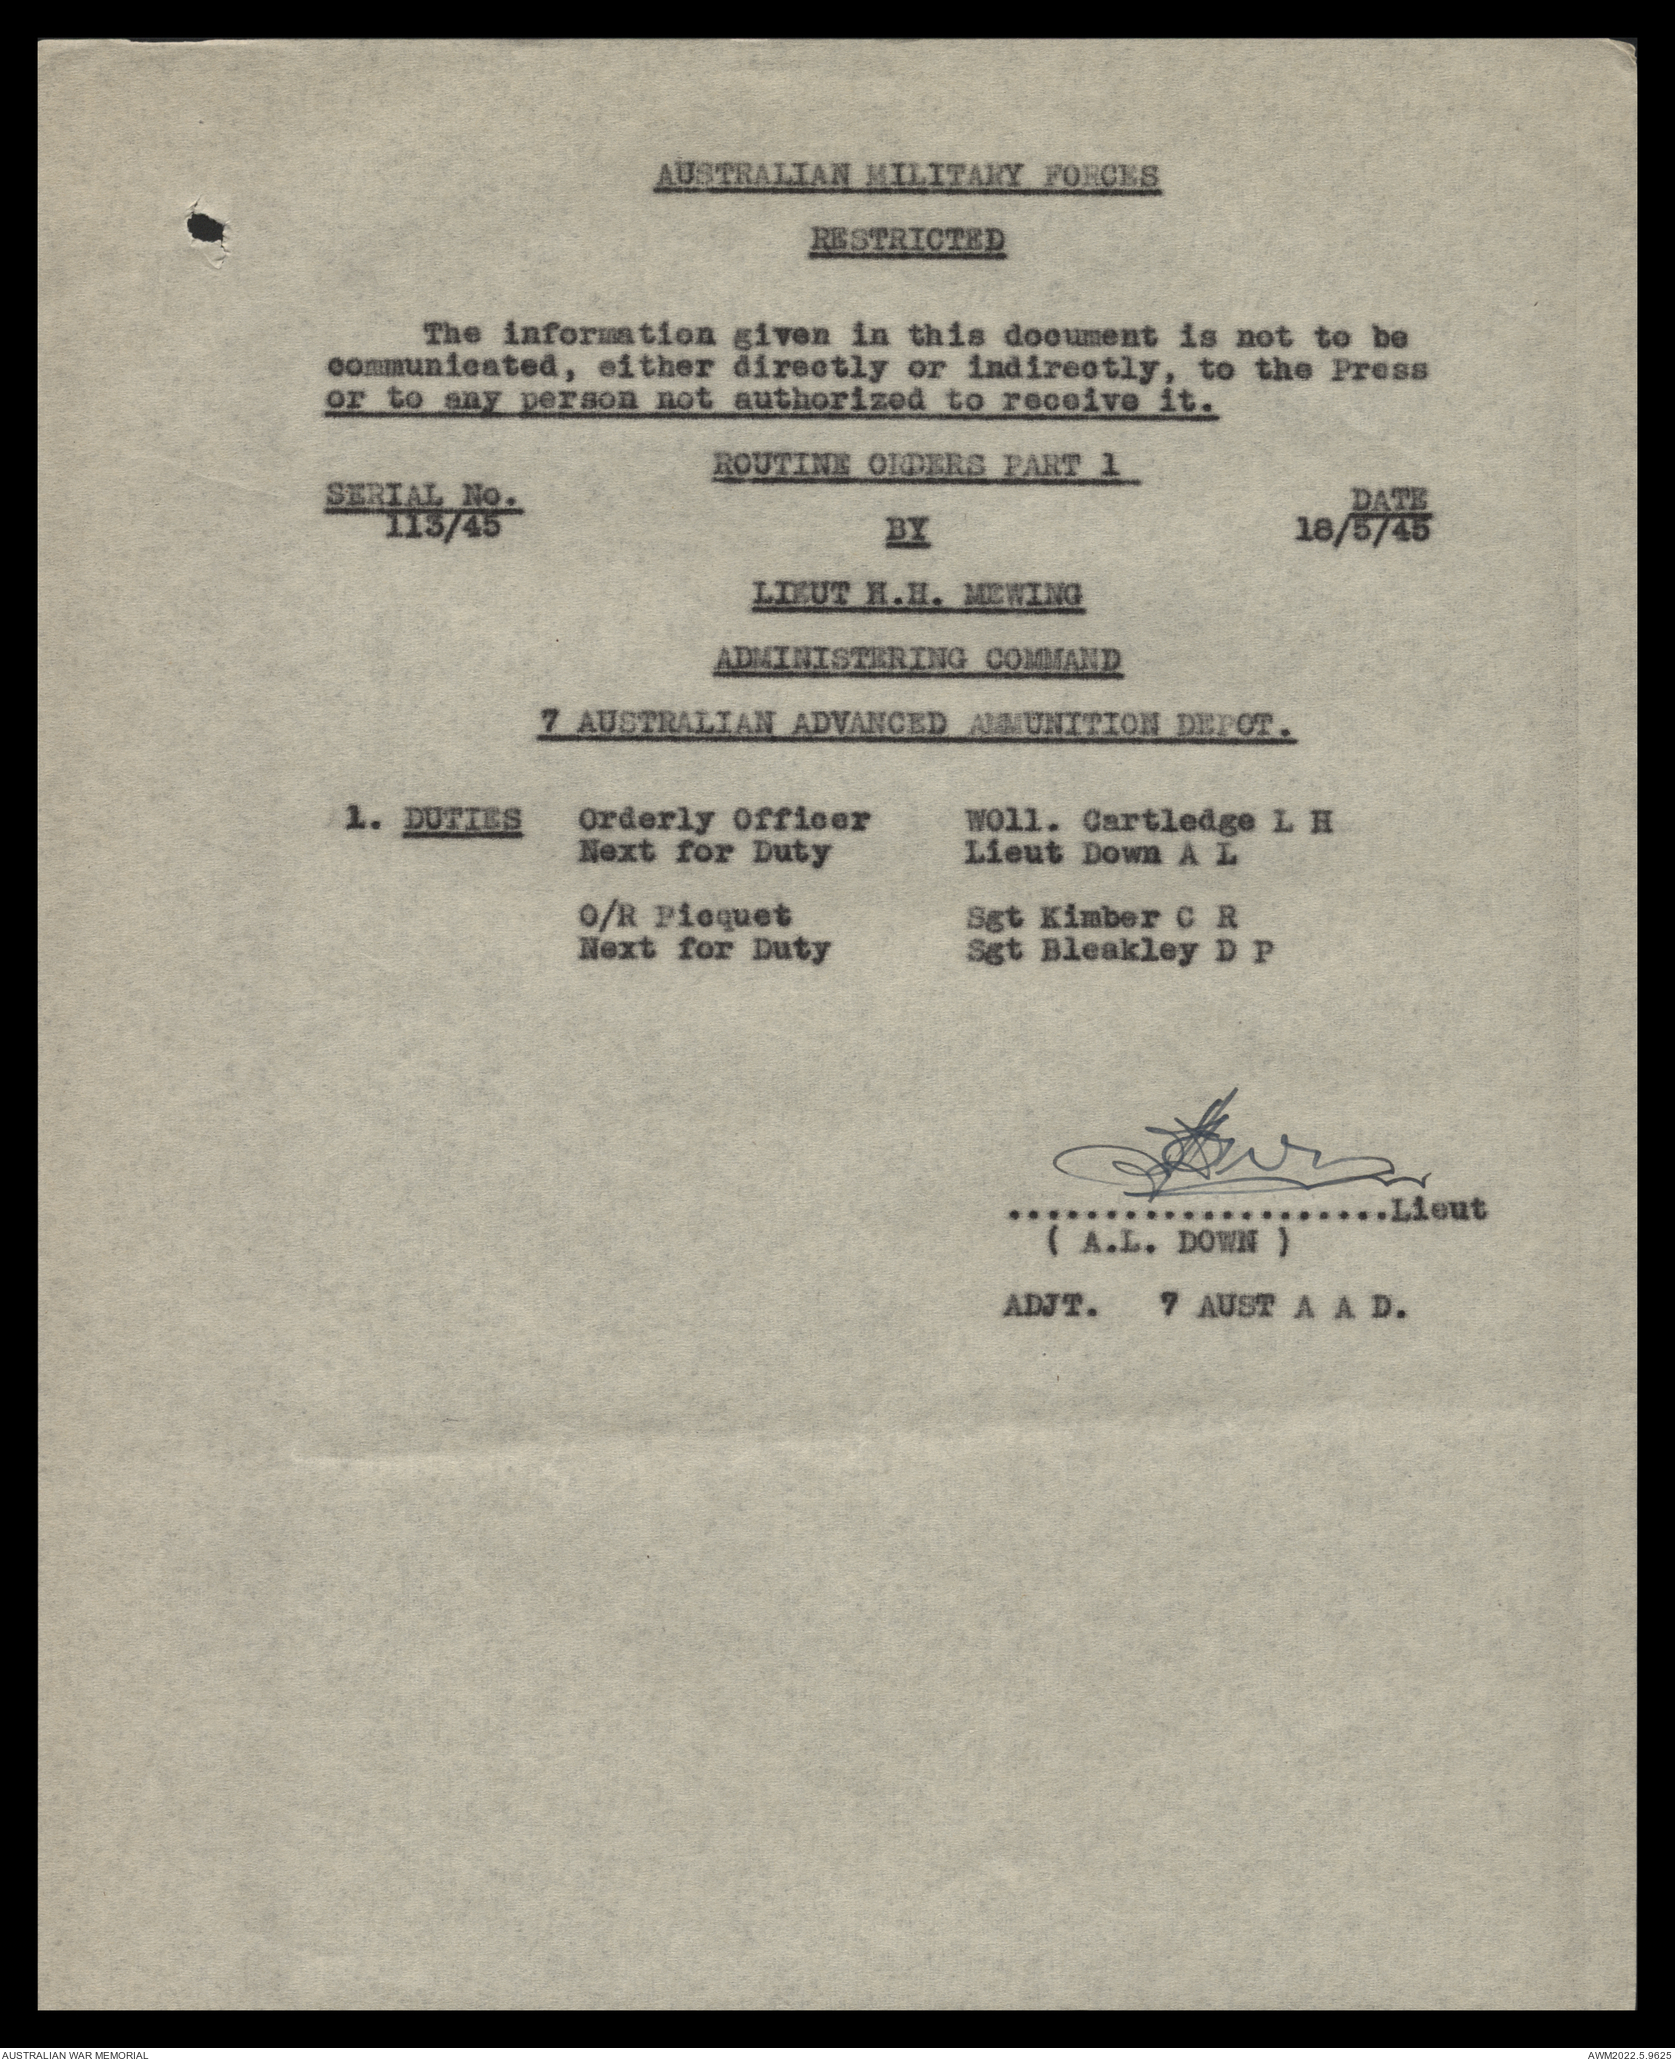 AUSTRALIAN MILITARY FORCES
RESTRICTED
The information given in this document is not to be
communicated, either directly or indirectly, to the Press
or to any person not authorized to receive it.
ROUTINE ORDERS PART 1
SERIAL No. DATE
113/45 BY 18/5/45
LIEUT H.H. MEWING
ADMINISTERING COMMAND
7 AUSTRALIAN ADVANCED AMMUNITION DEPOT.
1. DUTIES Orderly Officer WOll. Cartledge L H
Next for Duty Lieut Down A L
O/R Picquet Sgt Kimber C R
Next for Duty Sgt Bleakley D P
....................Lieut
( A.L. DOWN )
ADJT. 7 AUST A A D.
AUSTRALIAN WAR MEMORIAL AWM2022.5.9625